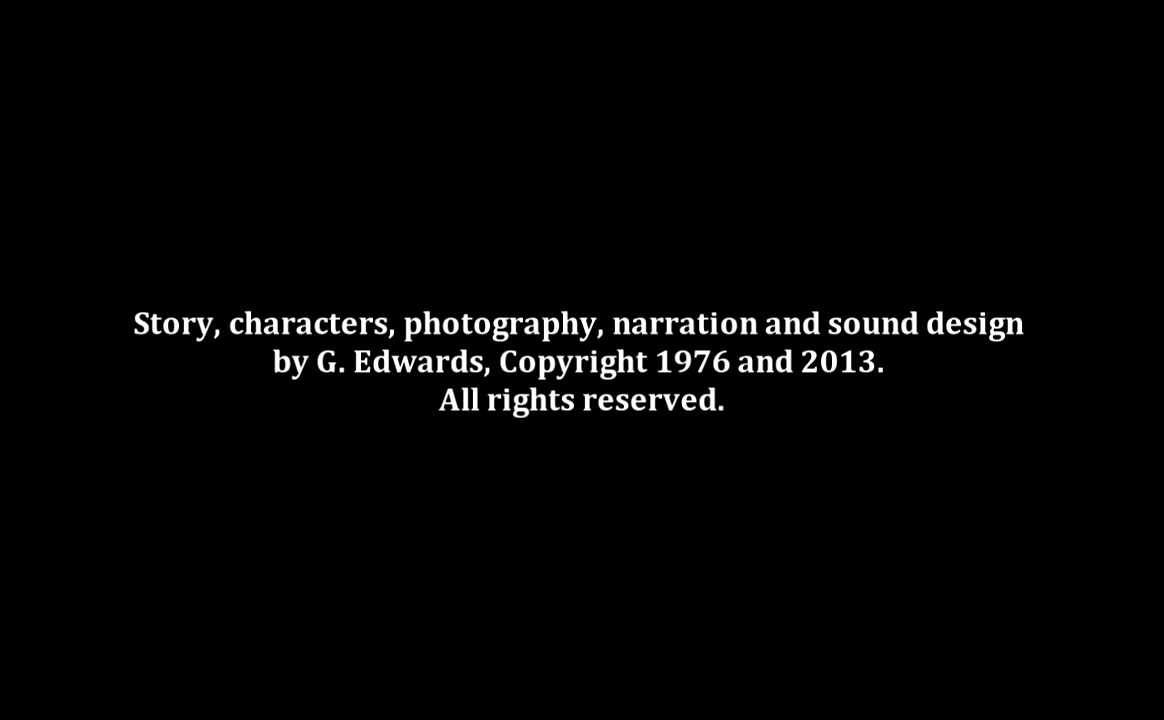 Story, characters, photography, narration and sound design
by G. Edwards, Copyright 1976 and 2013.
All rights reserved.